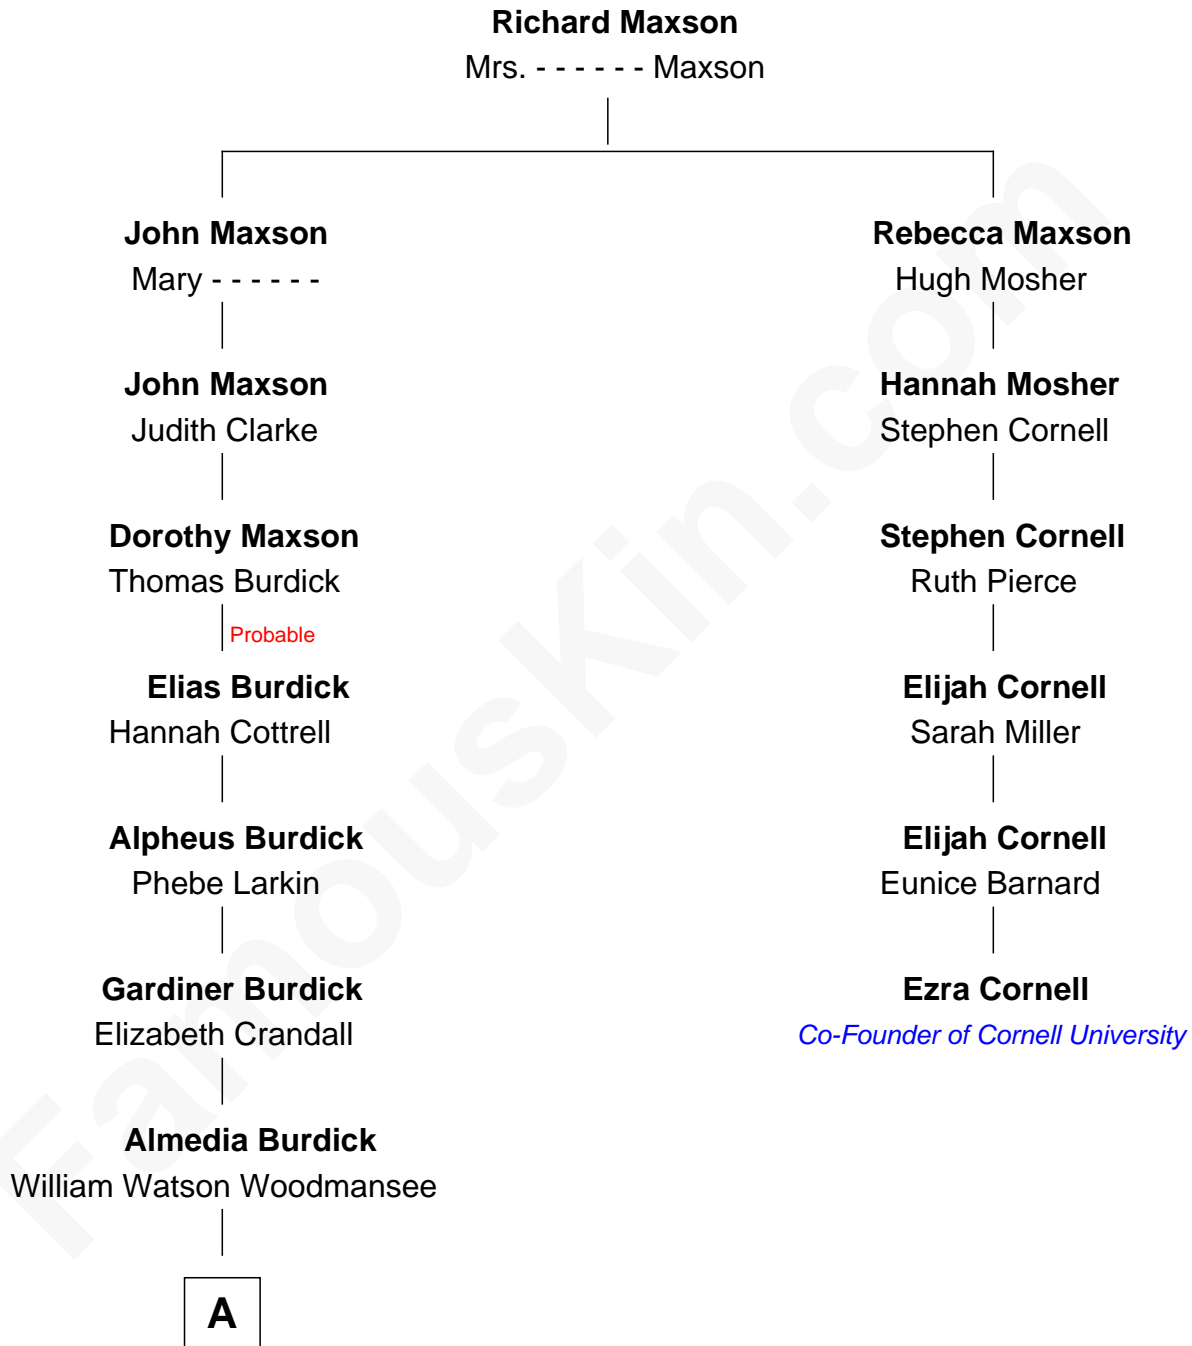 Richard Maxson
Mrs. - - - - - - Maxson
John Maxson
Mary - - - - - -
Rebecca Maxson
Hugh Mosher
John Maxson
Judith Clarke
Hannah Mosher
Stephen Cornell
Dorothy Maxson
Thomas Burdick
Stephen Cornell
Ruth Pierce
Probable
Elias Burdick
Hannah Cottrell
Elijah Cornell
Sarah Miller
Alpheus Burdick
Phebe Larkin
Elijah Cornell
Eunice Barnard
Gardiner Burdick
Elizabeth Crandall
Ezra Cornell
Co-Founder of Cornell University
Almedia Burdick
William Watson Woodmansee
A
FamousKin.com